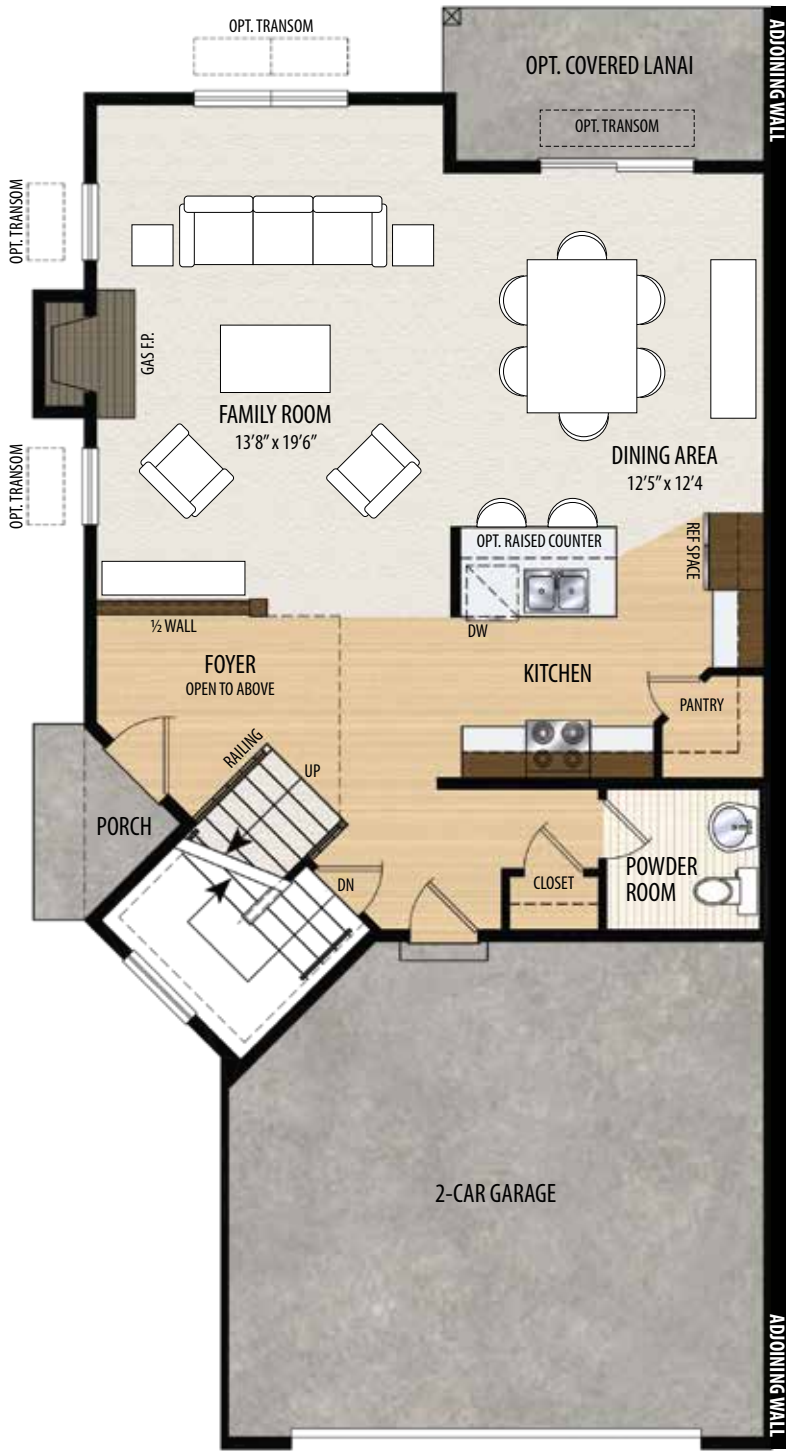 OPT. TRANSOM
ADJOINING WALL
OPT. COVERED LANAI
OPT. TRANSOM
OPT. TRANSOM
GAS F.P.
FAMILY ROOM
13'8" x 19'6"
DINING AREA
12'5" x 12'4
OPT. TRANSOM
OPT. RAISED COUNTER
REF SPACE
DW
½ WALL
FOYER
OPEN TO ABOVE
KITCHEN
PANTRY
RAILING
UP
PORCH
DN
CLOSET
POWDER
ROOM
2-CAR GARAGE
ADJOINING WALL